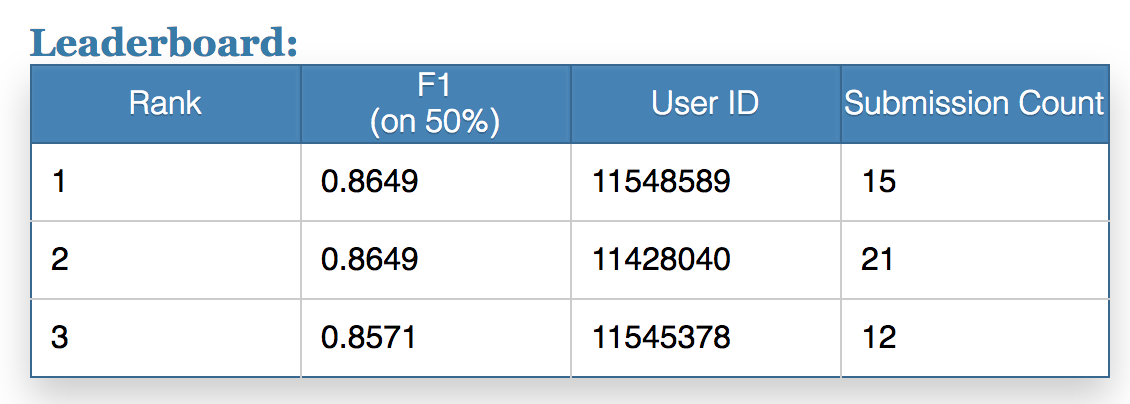 Leaderboard:
Rank F1 (on 50%) User ID Submission Count
1 0.8649 11548589 15
2 0.8649 11428040 21
3 0.8571 11545378 12